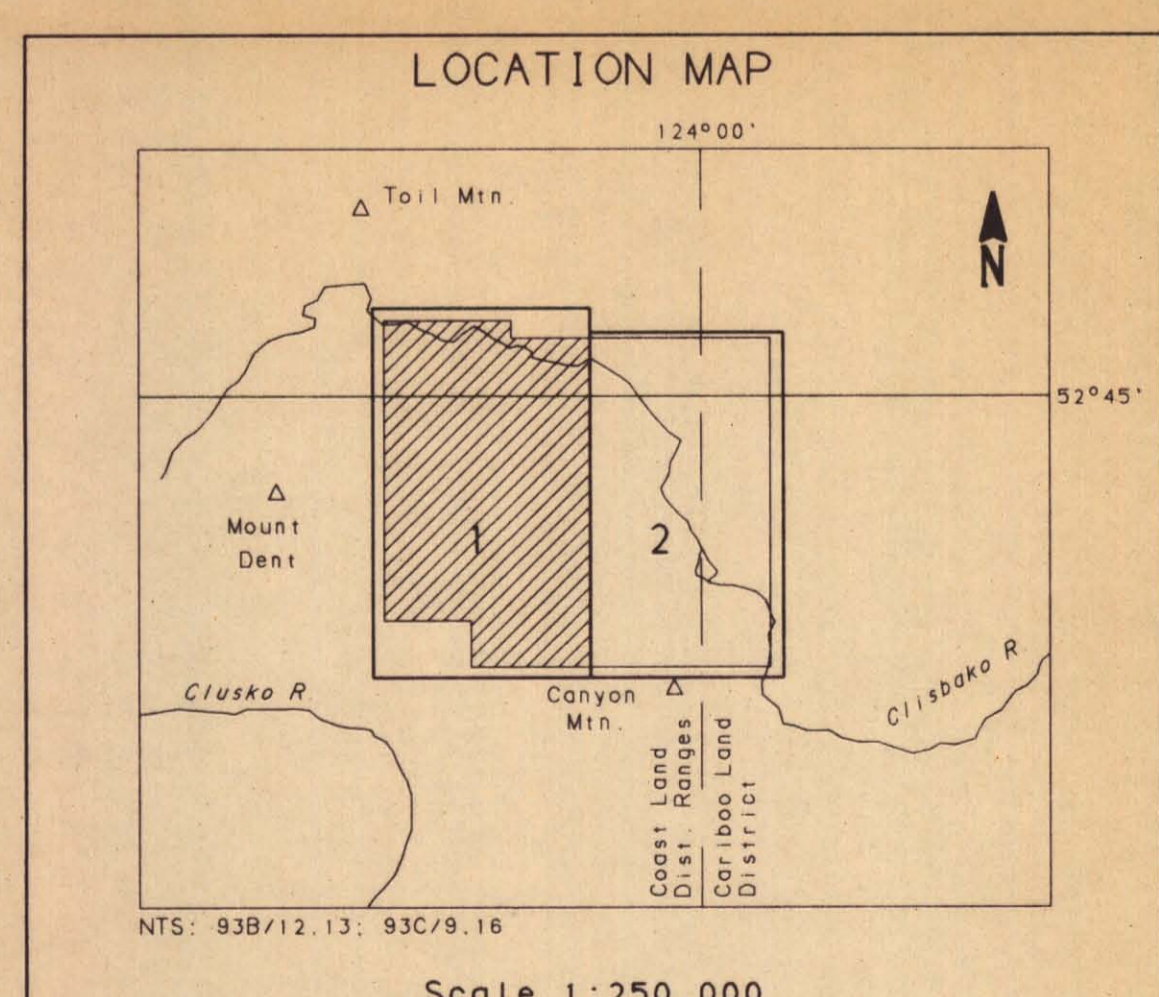 LOCATION MAP
124°00'
Toil Mtn.
N
52°45'
Mount
Dent
1
2
Clusko R.
Canyon
Mtn.
Clisbako R.
Coast Land
Dist. Ranges
Cariboo Land
District
NTS: 93B/12.13; 93C/9.16
Scale 1:250 000